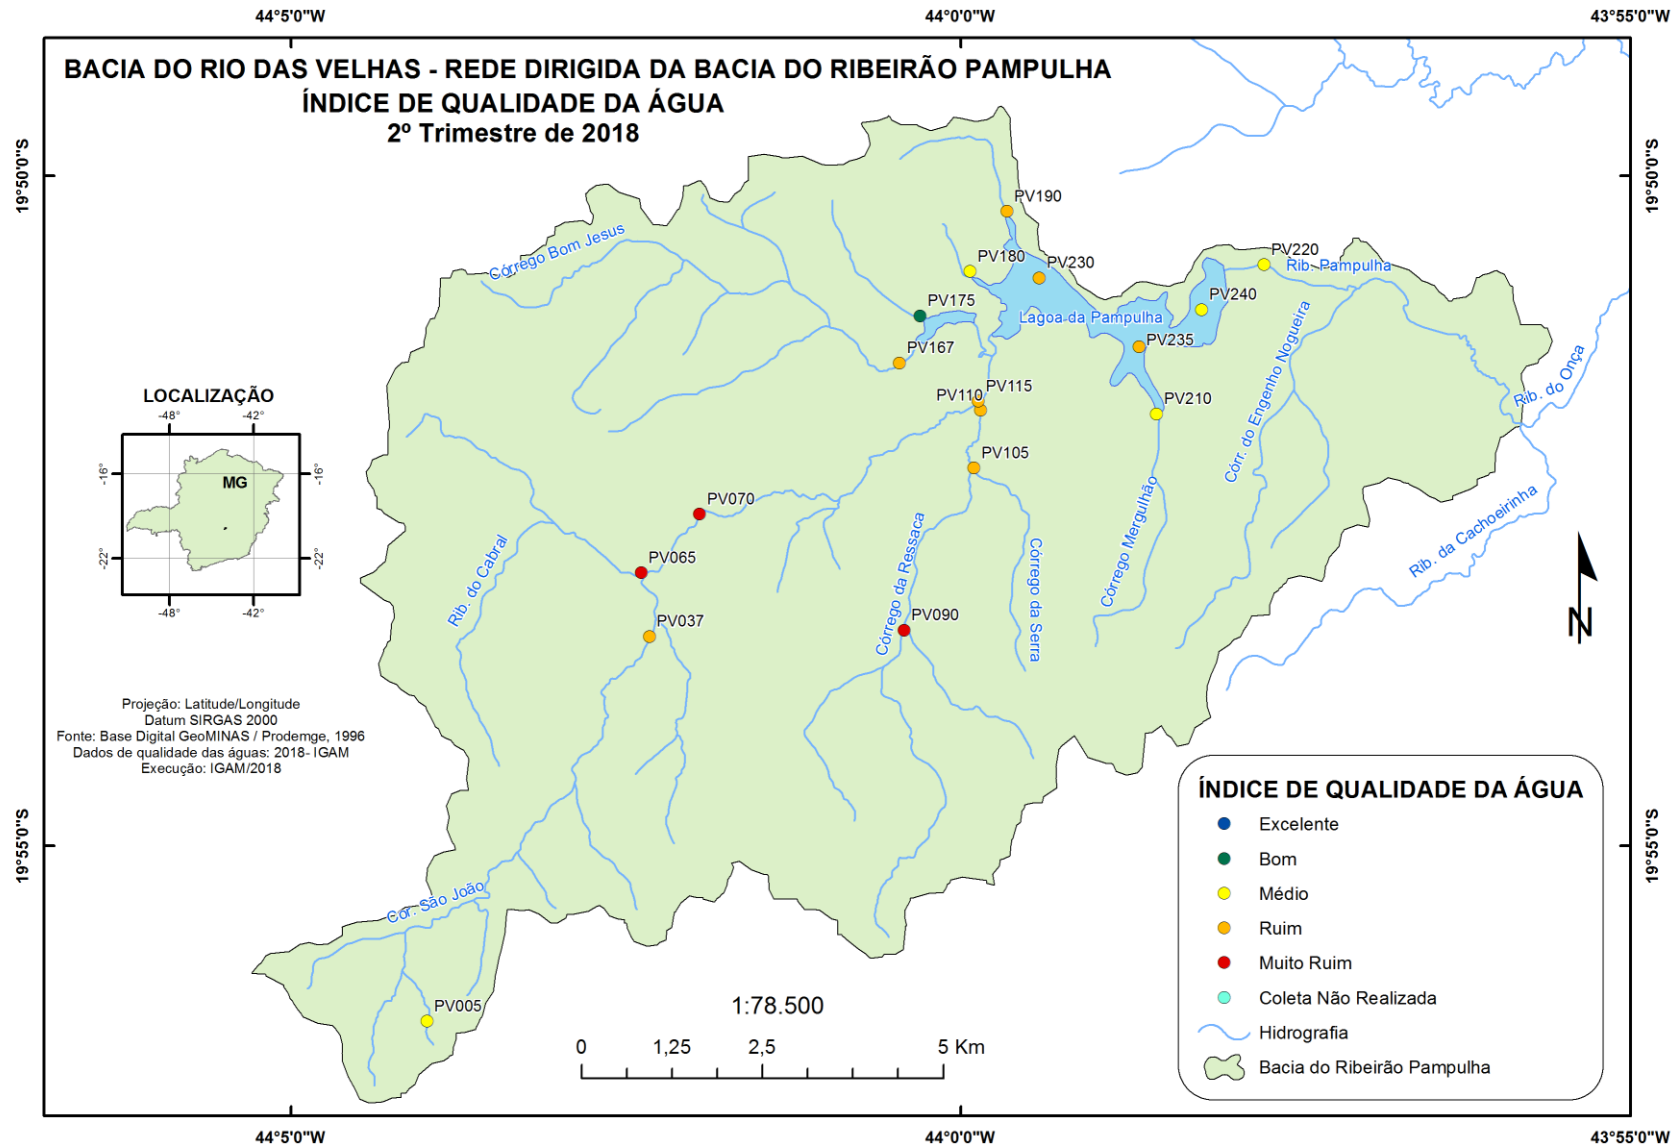 44°5'0"W
44°0'0"W
43°55'0"W
BACIA DO RIO DAS VELHAS - REDE DIRIGIDA DA BACIA DO RIBEIRÃO PAMPULHA
ÍNDICE DE QUALIDADE DA ÁGUA
2º Trimestre de 2018
19°50'0"S
19°50'0"S
PV190
Córrego Bom Jesus
PV180
PV230
PV220
Rib. Pampulha
PV175
PV240
Lagoa da Pampulha
PV167
PV235
Córr. do Engenho Nogueira
Rib. do Onça
PV115
PV110
PV210
PV105
LOCALIZAÇÃO
-48°
-42°
-16°
-16°
MG
-22°
-22°
-48°
-42°
PV070
Córrego Mergulhão
Rib. da Cachoeirinha
PV065
Rib. do Cabral
Córrego da Ressaca
Córrego da Serra
PV037
PV090
N
Projeção: Latitude/Longitude
Datum SIRGAS 2000
Fonte: Base Digital GeoMINAS / Prodemge, 1996
Dados de qualidade das águas: 2018- IGAM
Execução: IGAM/2018
19°55'0"S
19°55'0"S
Cór. São João
PV005
1:78.500
0
1,25
2,5
5 Km
ÍNDICE DE QUALIDADE DA ÁGUA
Excelente
Bom
Médio
Ruim
Muito Ruim
Coleta Não Realizada
Hidrografia
Bacia do Ribeirão Pampulha
44°5'0"W
44°0'0"W
43°55'0"W